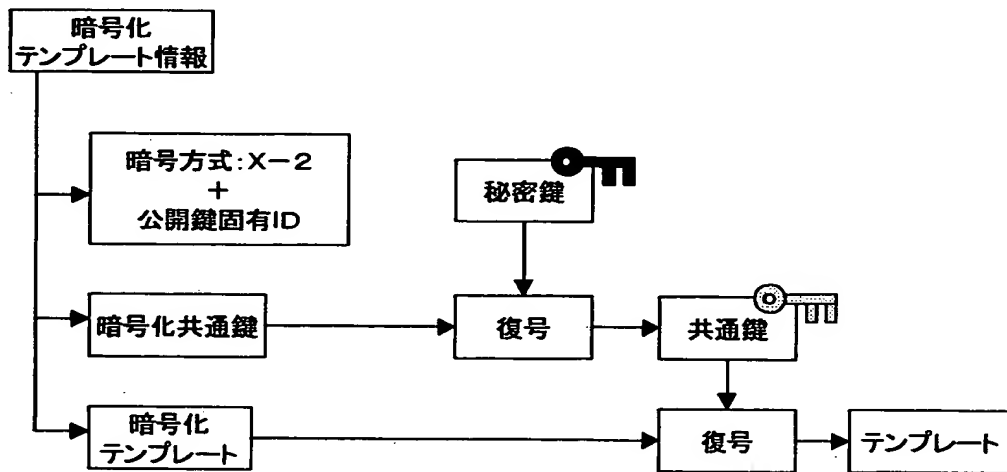 暗号化
テンプレート情報
暗号方式:X-2
+
公開鍵固有ID
秘密鍵
暗号化共通鍵
復号
共通鍵
暗号化
テンプレート
復号
テンプレート